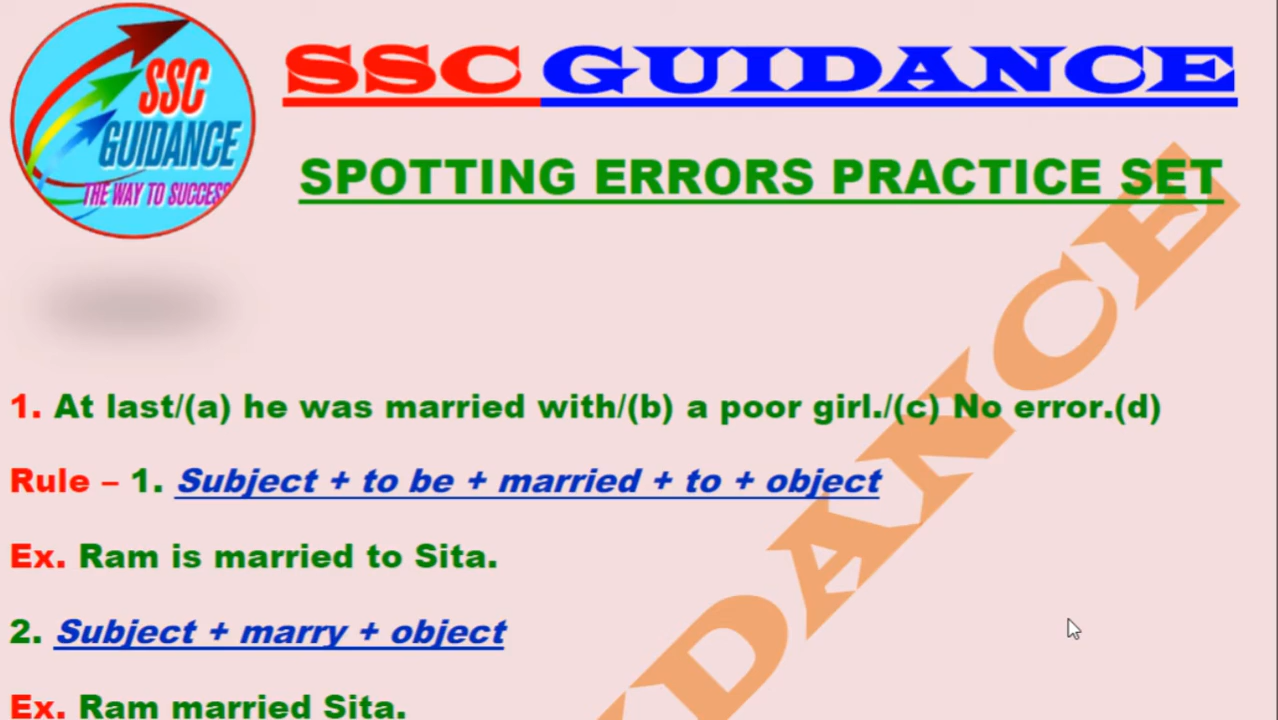 SSC
GUIDANCE
THE WAY TO SUCCESS
SSC GUIDANCE
SPOTTING ERRORS PRACTICE SET
1. At last/(a) he was married with/(b) a poor girl./(c) No error.(d)
Rule – 1. Subject + to be + married + to + object
Ex. Ram is married to Sita.
2. Subject + marry + object
Ex. Ram married Sita.